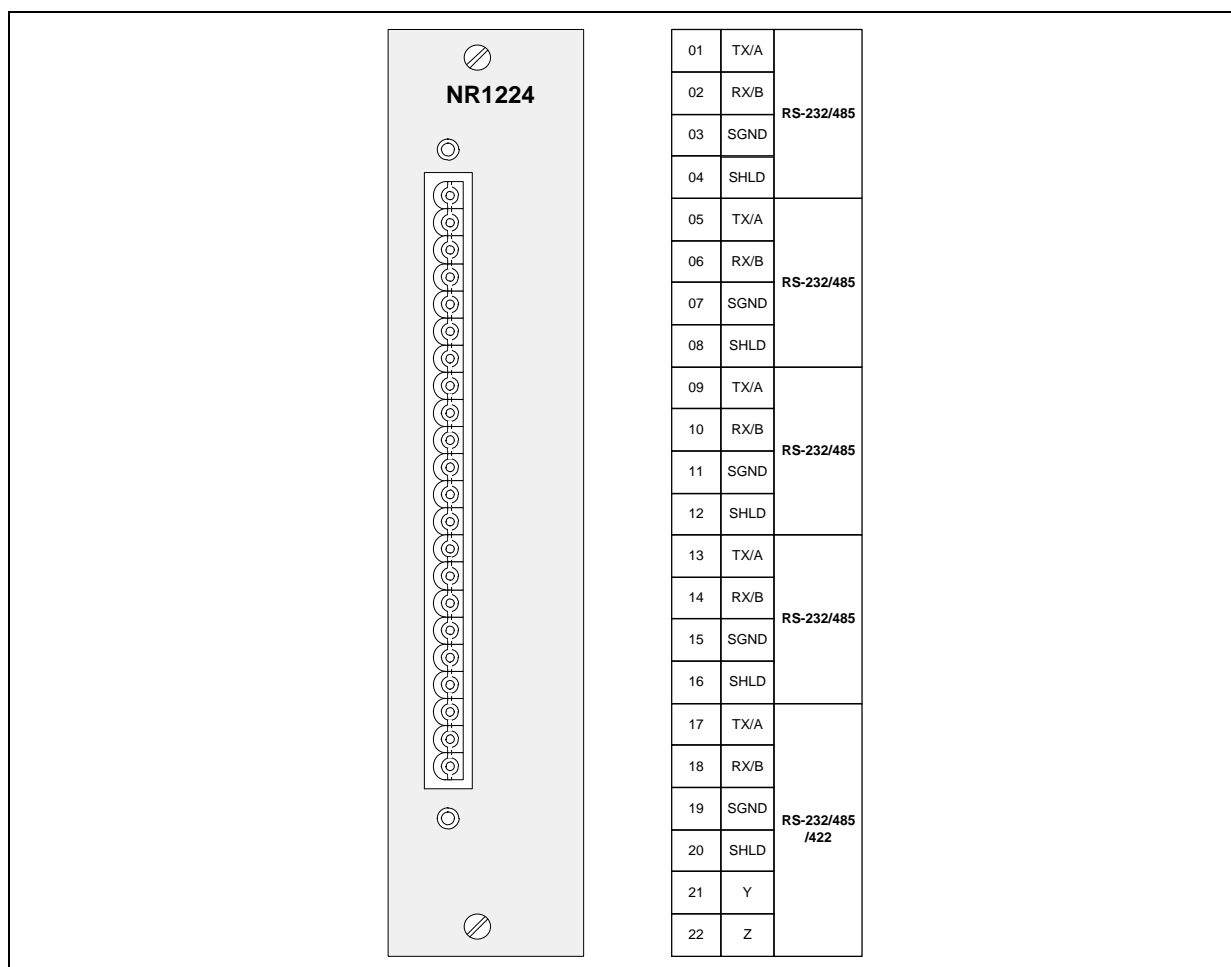 NR1224
01 TX/A
02 RX/B
RS-232/485
03 SGND
04 SHLD
05 TX/A
06 RX/B
RS-232/485
07 SGND
08 SHLD
09 TX/A
10 RX/B
RS-232/485
11 SGND
12 SHLD
13 TX/A
14 RX/B
RS-232/485
15 SGND
16 SHLD
17 TX/A
18 RX/B
19 SGND
RS-232/485
/422
20 SHLD
21 Y
22 Z